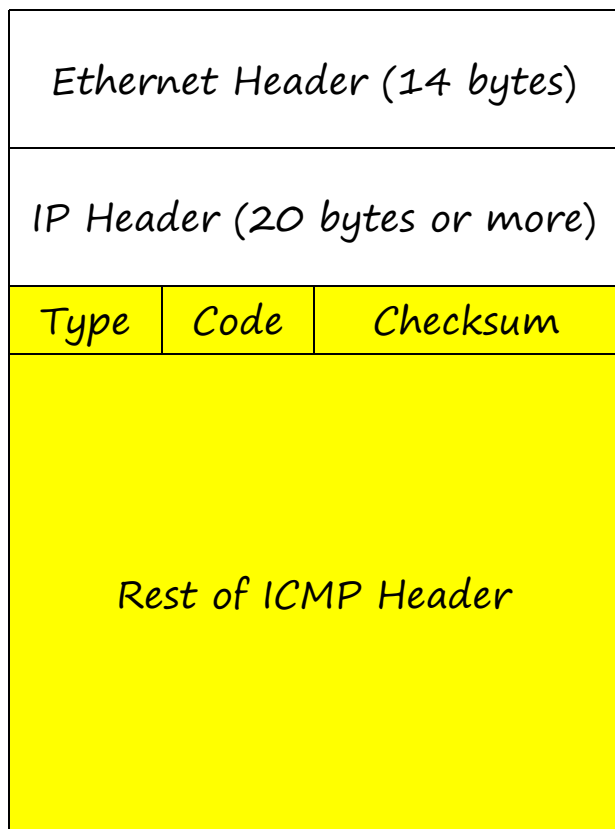 Ethernet Header (14 bytes)
IP Header (20 bytes or more)
Type Code Checksum
Rest of ICMP Header